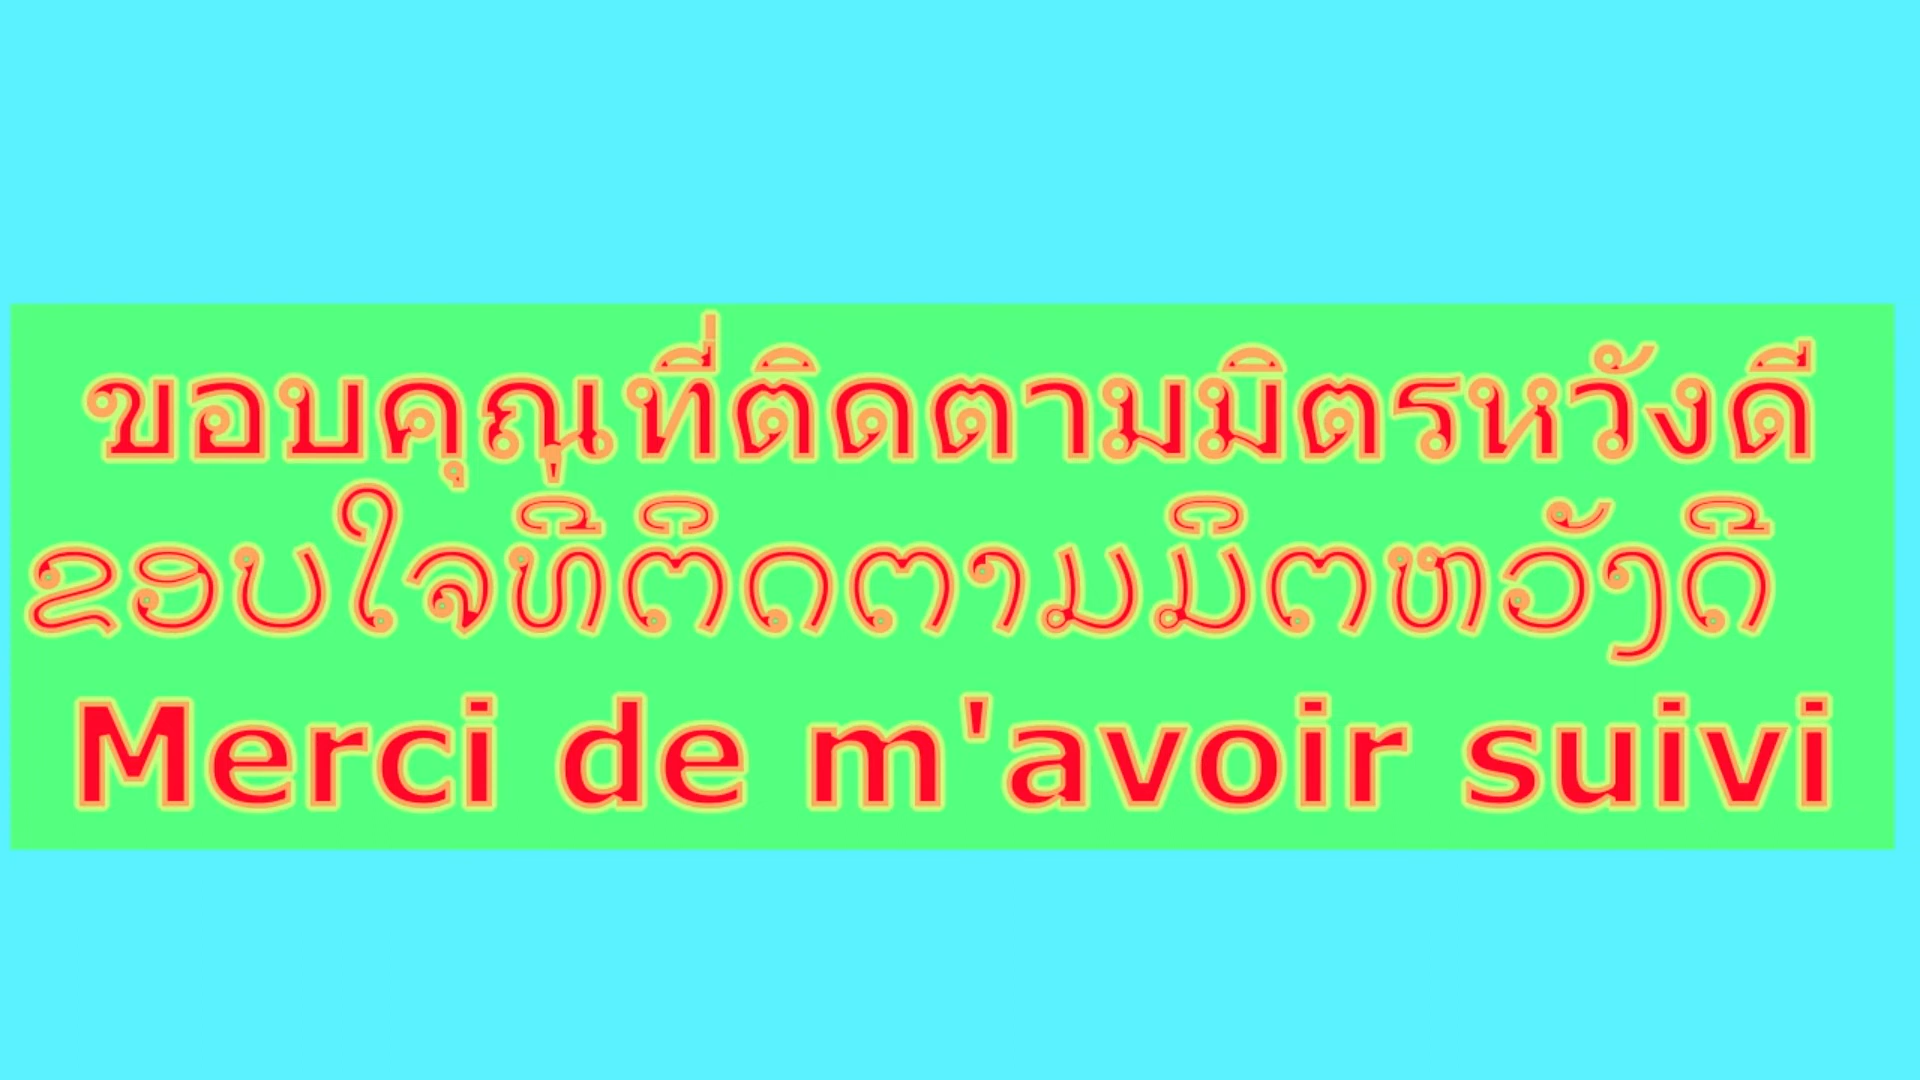 ขอบคุณที่ติดตามมิตรหวังดี
ຂອບໃຈທີ່ຕິດຕາມມິຕຫວັງດີ
Merci de m'avoir suivi